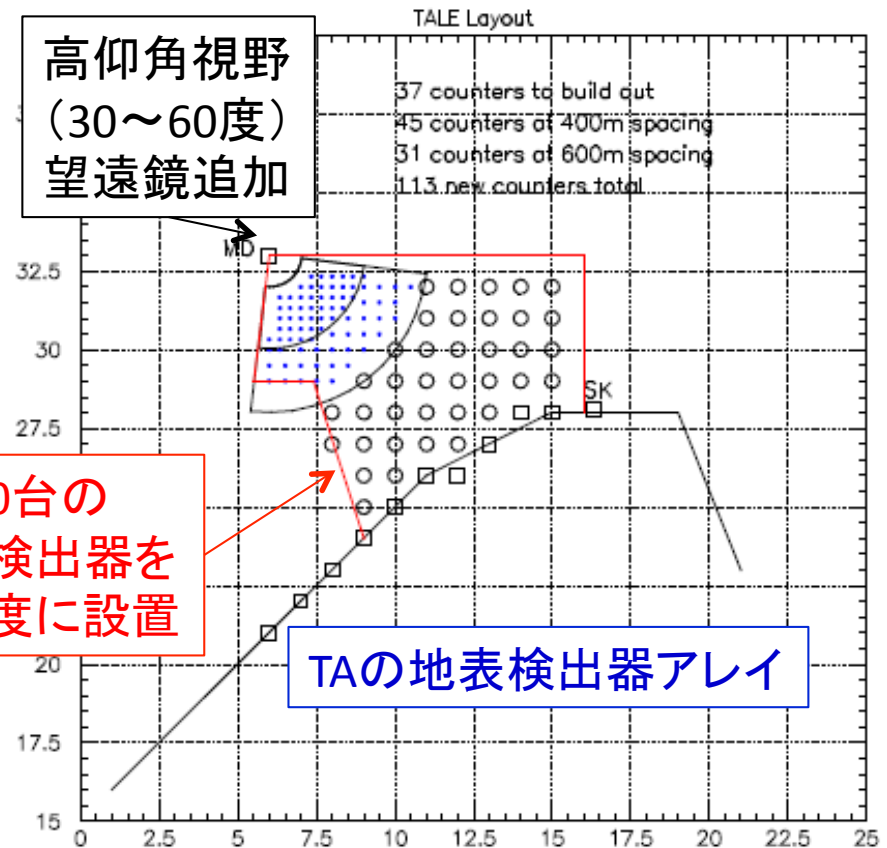 TALE Layout
高仰角視野
（30～60度）
望遠鏡追加
37 counters to build out
45 counters at 400m spacing
31 counters at 600m spacing
113 new counters total
MD
32.5
30
SK
27.5
0台の
検出器を
度に設置
TAの地表検出器アレイ
20
17.5
15
0 2.5 5 7.5 10 12.5 15 17.5 20 22.5 25